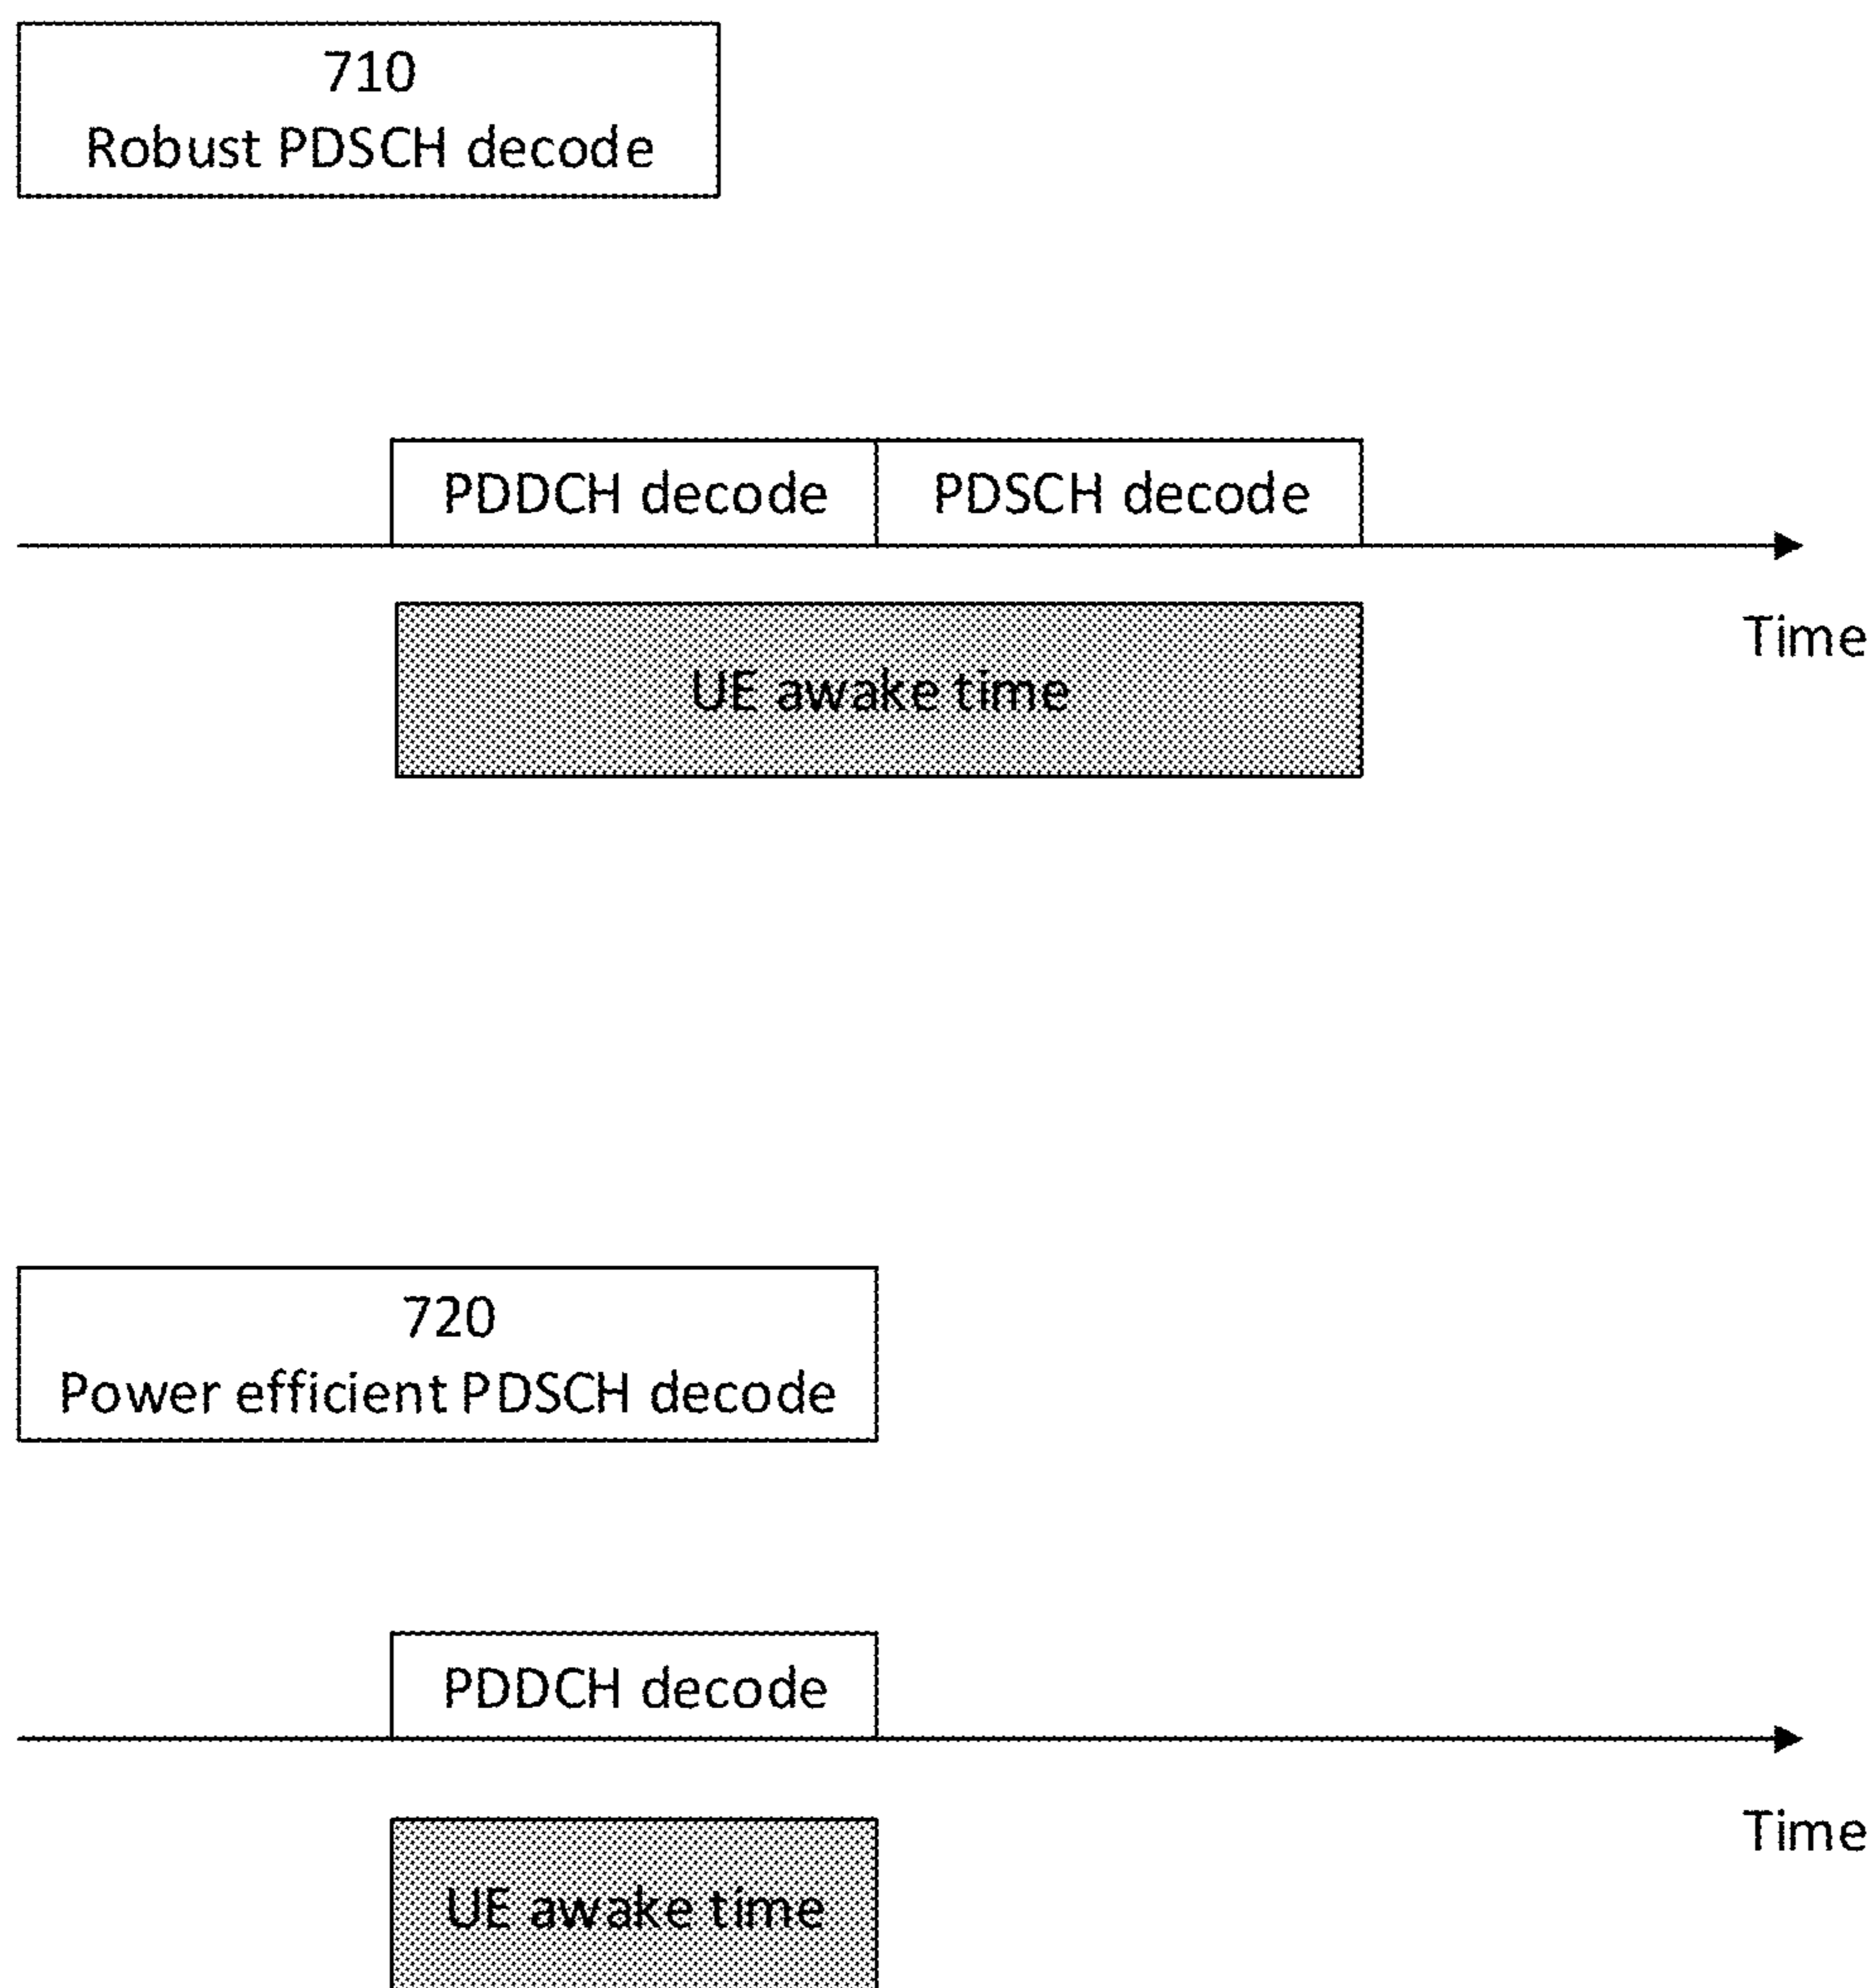 710
Robust PDSCH decode
PDDCH decode
PDSCH decode
Time
UE awake time
720
Power efficient PDSCH decode
PDDCH decode
Time
UE awake time